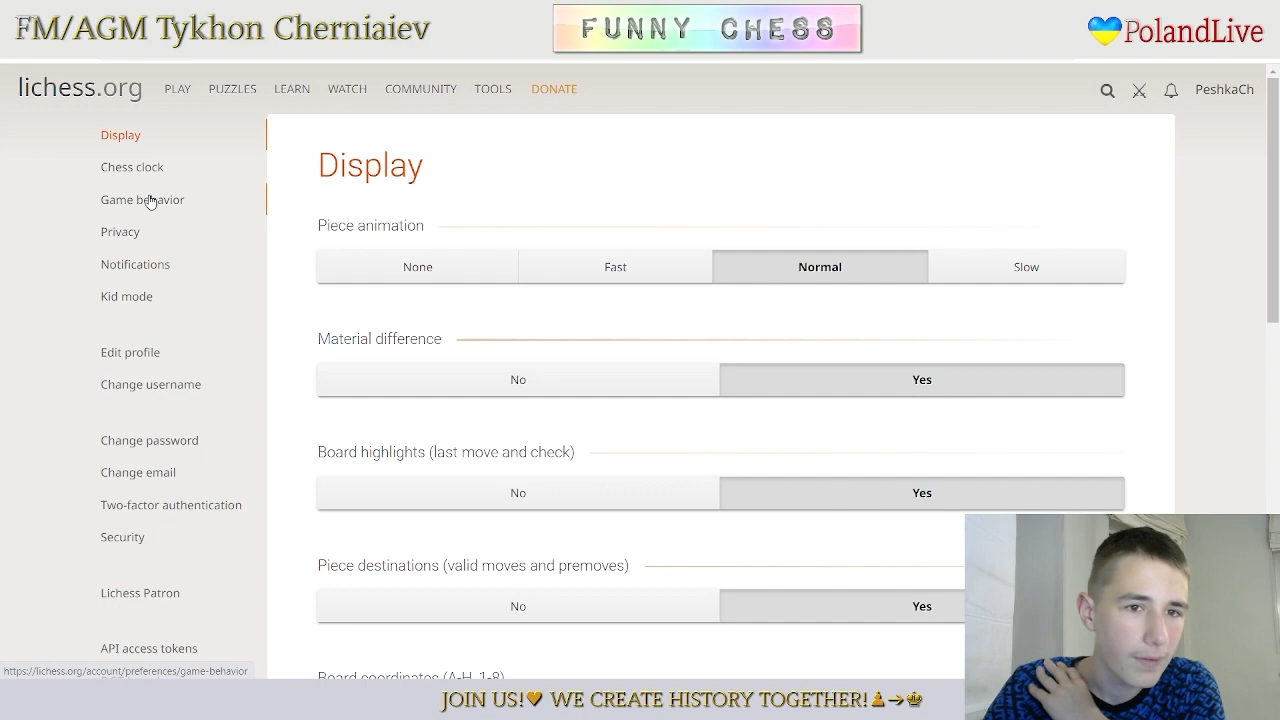 FM/AGM Tykhon Cherniaiev
FUNNY CHESS
PolandLive
lichess.org
PLAY
PUZZLES
LEARN
WATCH
COMMUNITY
TOOLS
DONATE
PeshkaCh
Display
Chess clock
Game behavior
Privacy
Notifications
Kid mode
Edit profile
Change username
Change password
Change email
Two-factor authentication
Security
Lichess Patron
API access tokens
https://lichess.org/account/preferences/game-behavior
Display
Piece animation
None
Fast
Normal
Slow
Material difference
No
Yes
Board highlights (last move and check)
No
Yes
Piece destinations (valid moves and premoves)
No
Yes
Board coordinates (A-H, 1-8)
JOIN US!♥ WE CREATE HISTORY TOGETHER!♟→♚